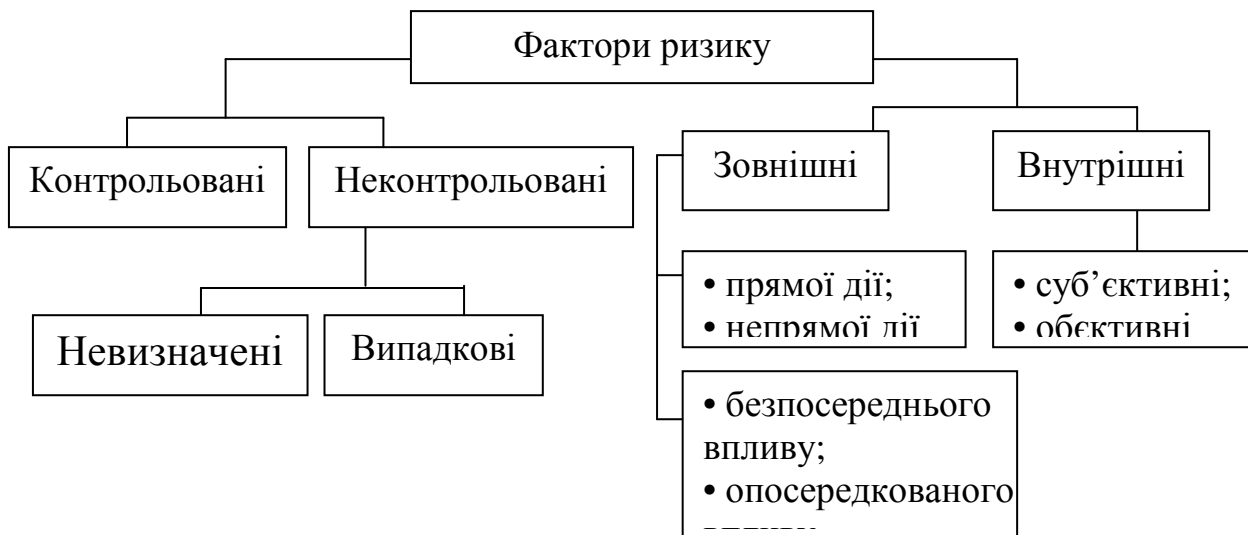 Фактори ризику
Контрольовані
Неконтрольовані
Зовнішні
Внутрішні
Невизначені
Випадкові
• прямої дії;
• непрямої дії
• суб’єктивні;
• обєктивні
• безпосереднього
впливу;
• опосередкованого